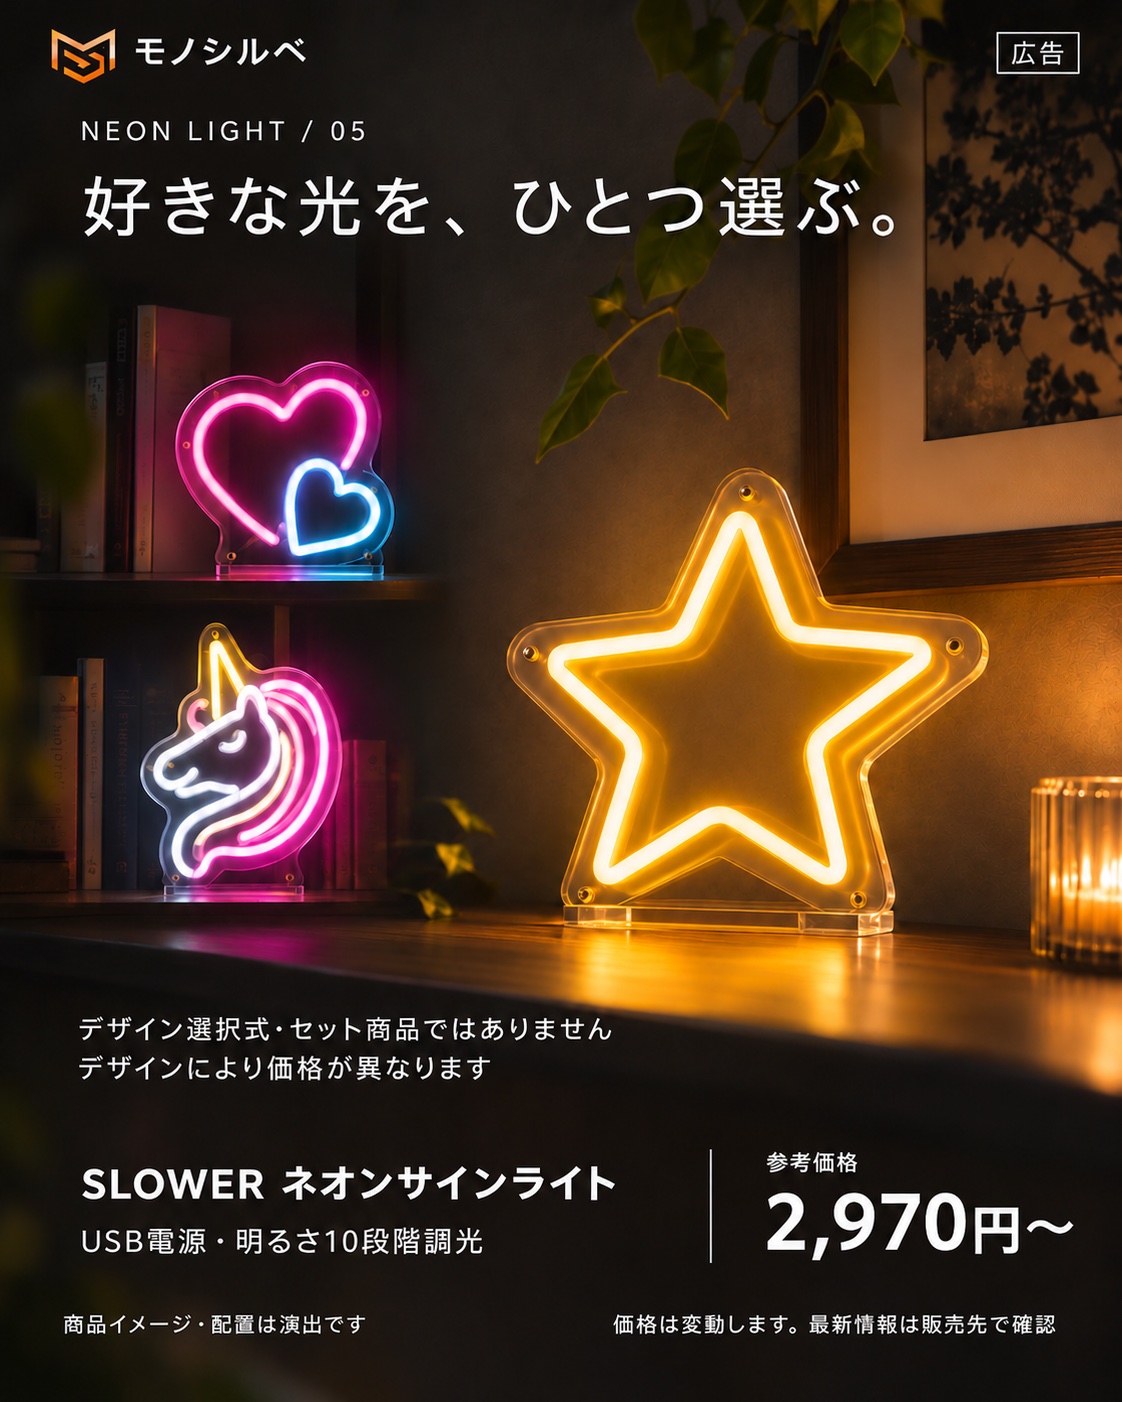 モノシルベ
広告
NEON LIGHT / 05
好きな光を、ひとつ選ぶ。
デザイン選択式・セット商品ではありません
デザインにより価格が異なります
SLOWER ネオンサインライト
USB電源・明るさ10段階調光
参考価格
2,970円〜
商品イメージ・配置は演出です
価格は変動します。最新情報は販売先で確認